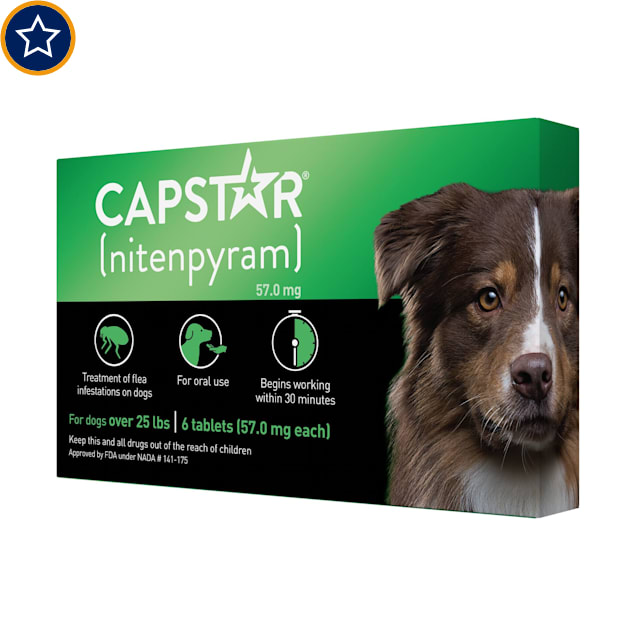 CAPSTAR®
(nitenpyram)
57.0 mg
Treatment of flea
infestations on dogs
For oral use
Begins working
within 30 minutes
For dogs over 25 lbs | 6 tablets (57.0 mg each)
Keep this and all drugs out of the reach of children
Approved by FDA under NADA # 141-175